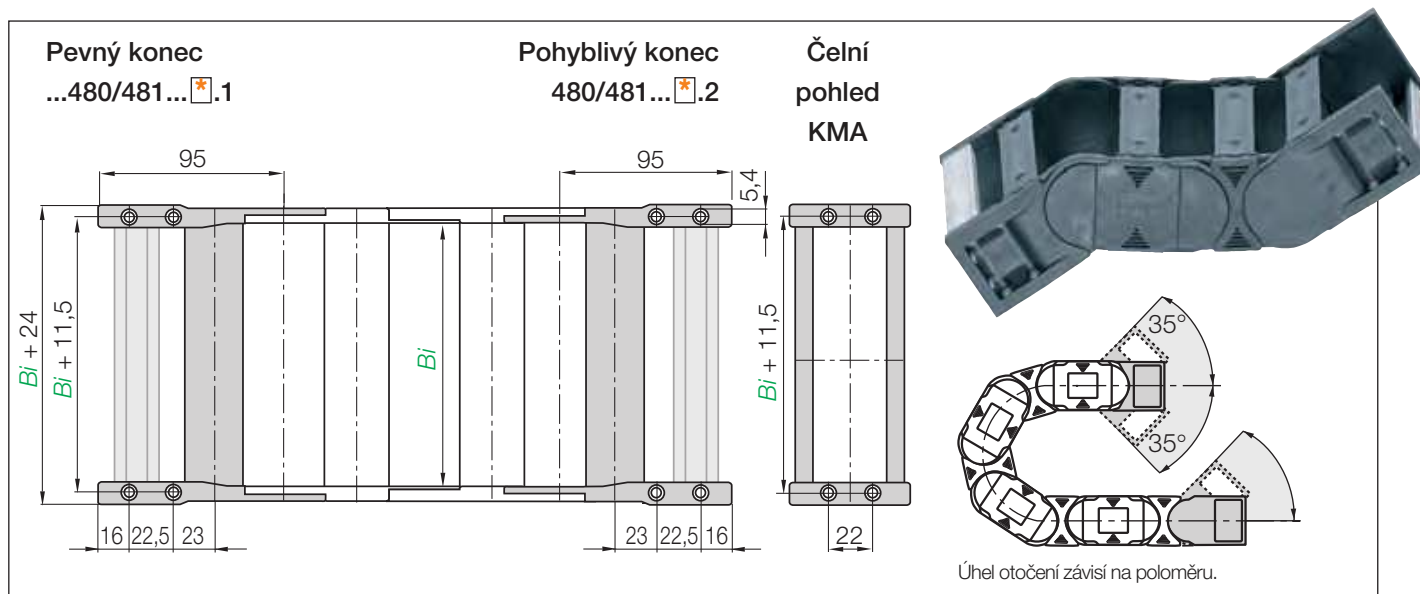 Pevný konec
...480/481...*.1
Pohyblivý konec
480/481...*.2
Čelní
pohled
KMA
95
95
5,4
Bi + 24
Bi + 11,5
Bi
Bi + 11,5
16
22,5
23
23
22,5
16
22
35°
35°
Úhel otočení závisí na poloměru.